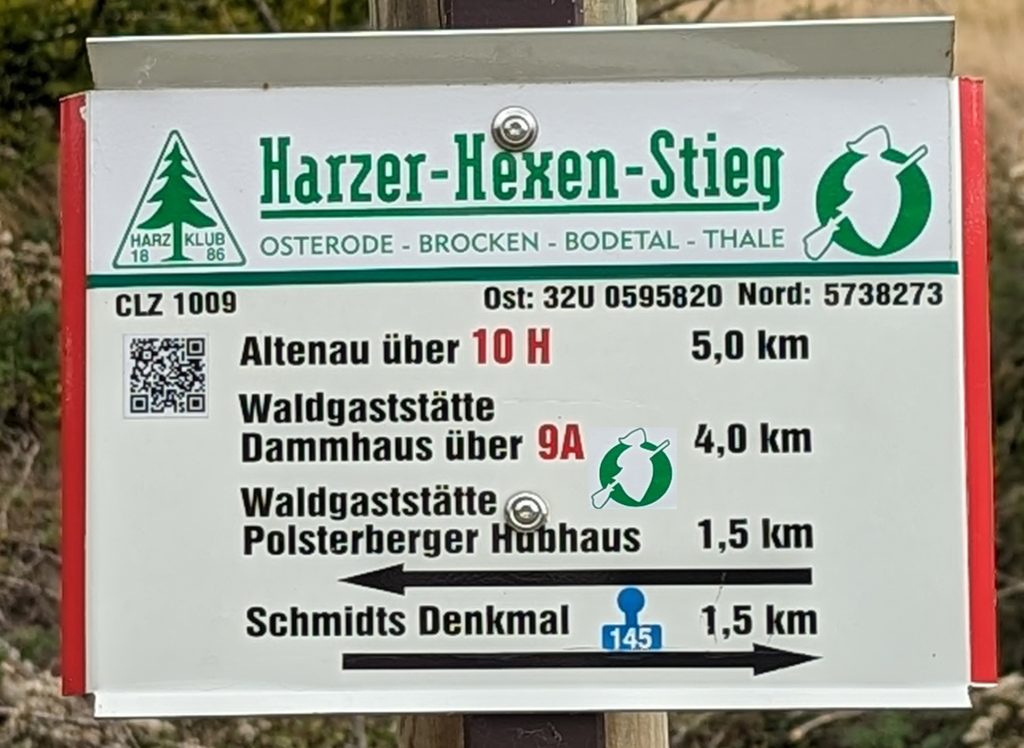 Harzer-Hexen-Stieg
OSTERODE - BROCKEN - BODETAL - THALE
HARZ KLUB
18 86
CLZ 1009 Ost: 32U 0595820 Nord: 5738273
Altenau über 10 H 5,0 km
Waldgaststätte
Dammhaus über 9A 4,0 km
Waldgaststätte
Polsterberger Hubhaus 1,5 km
Schmidts Denkmal 145 1,5 km